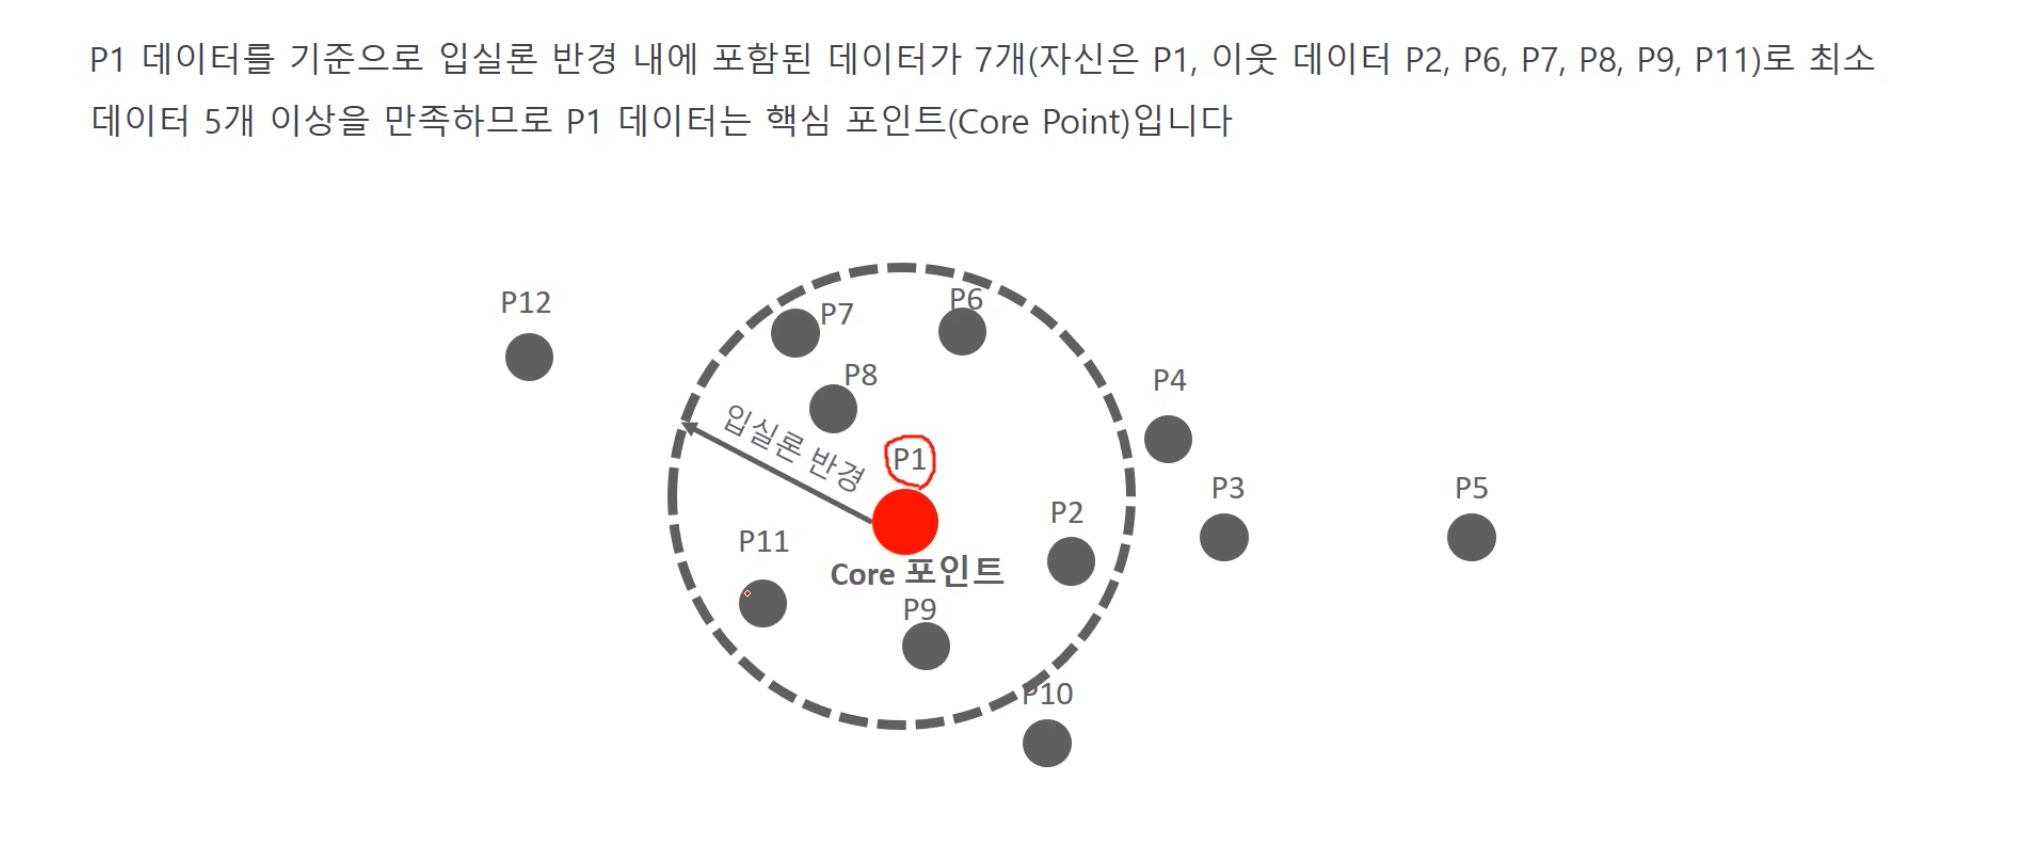 P1 데이터를 기준으로 입실론 반경 내에 포함된 데이터가 7개(자신은 P1, 이웃 데이터 P2, P6, P7, P8, P9, P11)로 최소
데이터 5개 이상을 만족하므로 P1 데이터는 핵심 포인트(Core Point)입니다
P12
P7
P6
P8
P4
입실론 반경
P1
P3
P5
P2
P11
Core 포인트
P9
P10